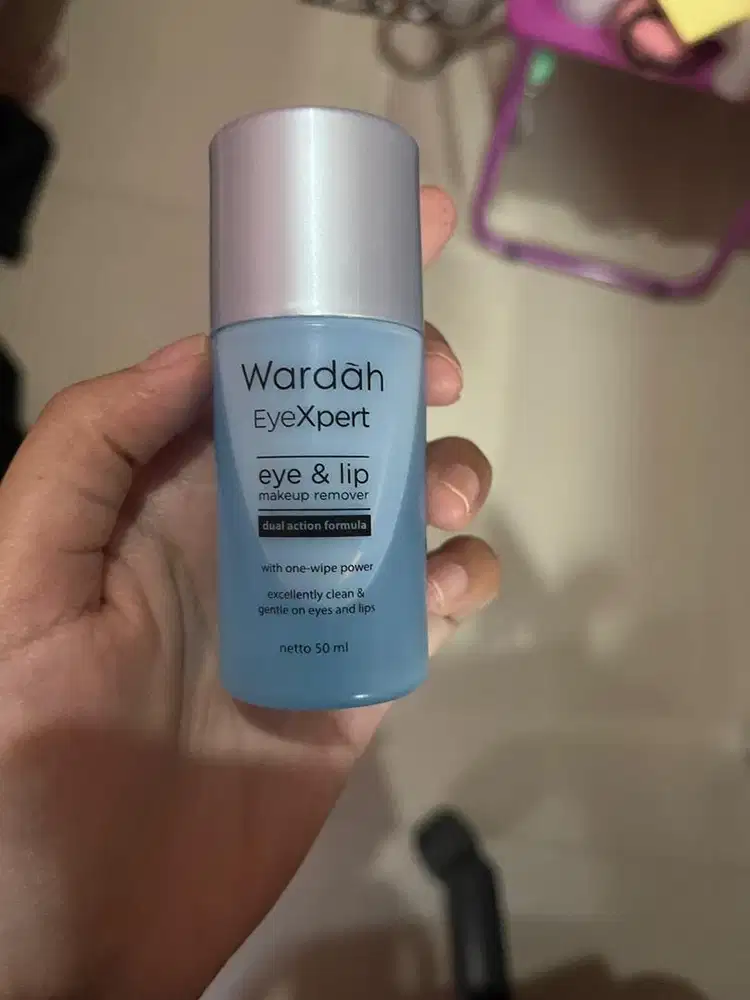 Wardàh
EyeXpert
eye & lip
makeup remover
dual action formula
with one-wipe power
excellently clean &
gentle on eyes and lips
netto 50 ml